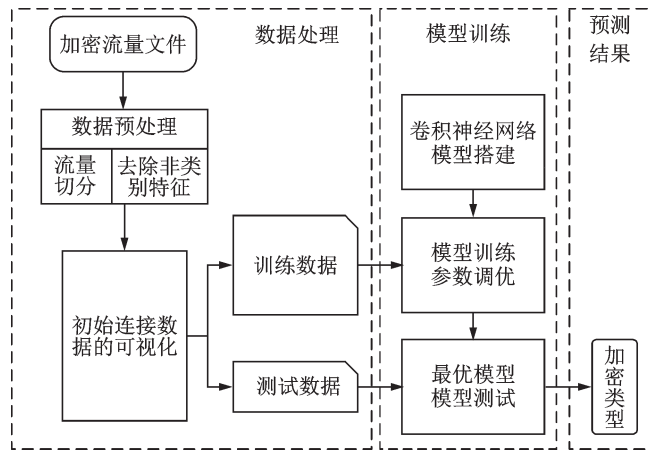 加密流量文件
数据处理
数据预处理
流量
切分
去除非类
别特征
初始连接数
据的可视化
训练数据
测试数据
模型训练
卷积神经网络
模型搭建
模型训练
参数调优
最优模型
模型测试
预测
结果
加
密
类
型